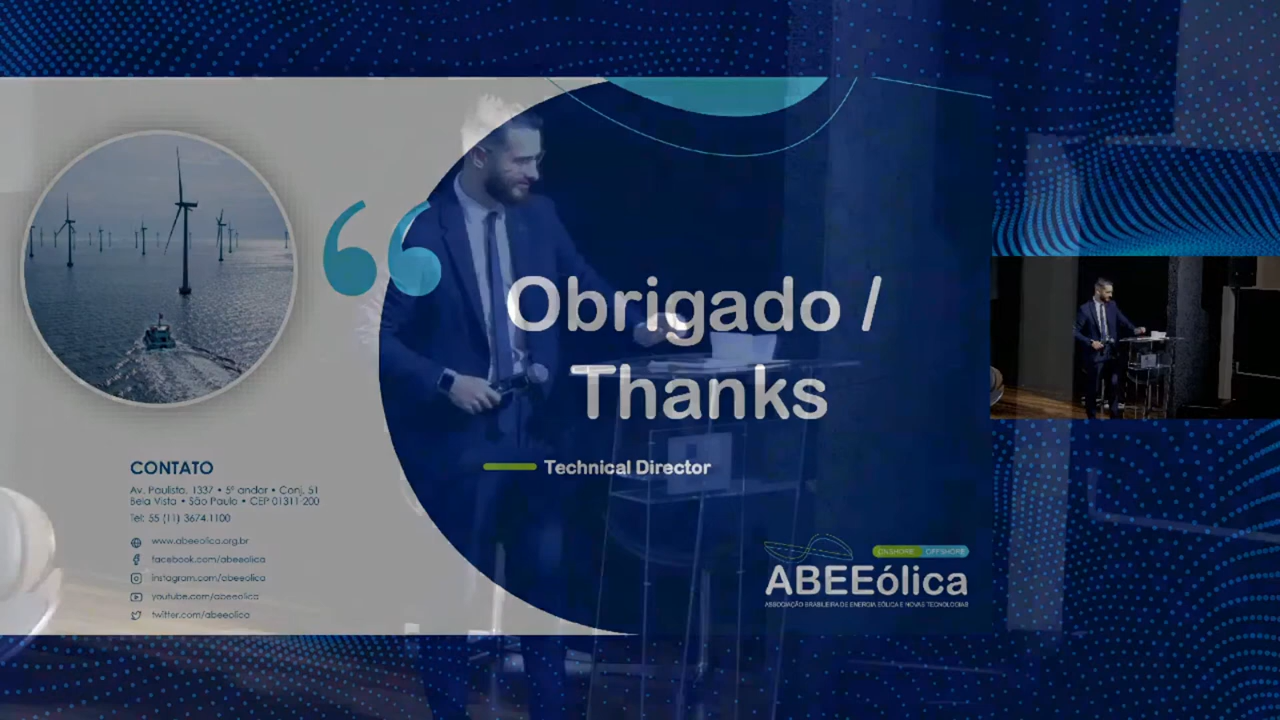 Obrigado /
Thanks
Technical Director
CONTATO
Av. Paulista, 1337 • 5º andar • Conj. 51
Bela Vista • São Paulo • CEP 01311-200
Tel: 55 (11) 3674.1100
www.abeeolica.org.br
facebook.com/abeeolica
instagram.com/abeeolica
youtube.com/abeeolica
twitter.com/abeeolica
ONSHORE OFFSHORE
ABEEólica
ASSOCIAÇÃO BRASILEIRA DE ENERGIA EÓLICA E NOVAS TECNOLOGIAS